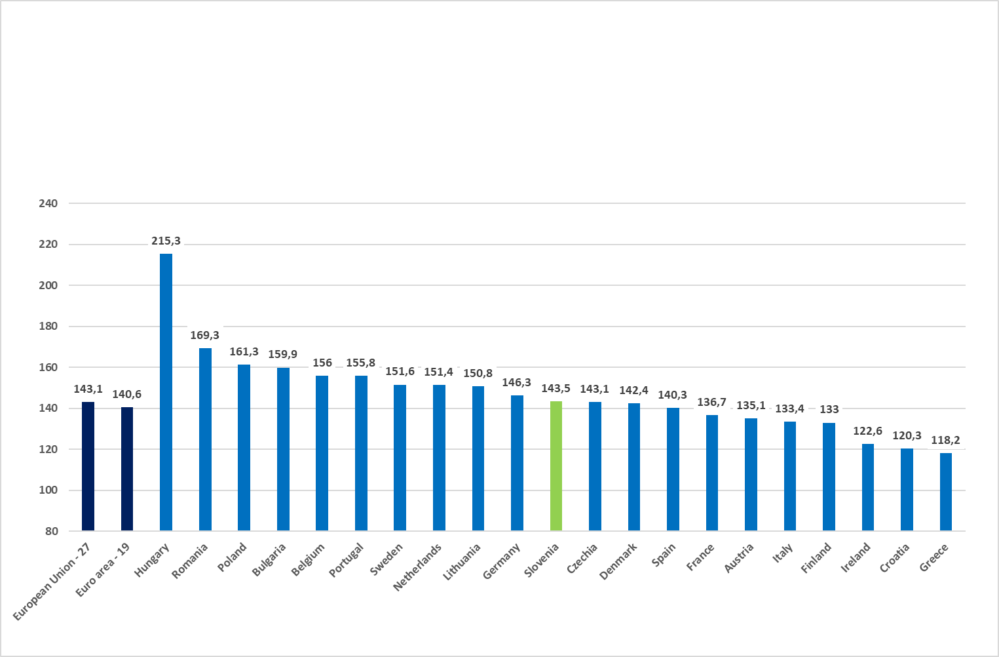 240
220
200
180
160
140
120
100
80
143,1
140,6
215,3
169,3
161,3
159,9
156
155,8
151,6
151,4
150,8
146,3
143,5
143,1
142,4
140,3
136,7
135,1
133,4
133
122,6
120,3
118,2
European Union - 27
Euro area - 19
Hungary
Romania
Poland
Bulgaria
Belgium
Portugal
Sweden
Netherlands
Lithuania
Germany
Slovenia
Czechia
Denmark
Spain
France
Austria
Italy
Finland
Ireland
Croatia
Greece